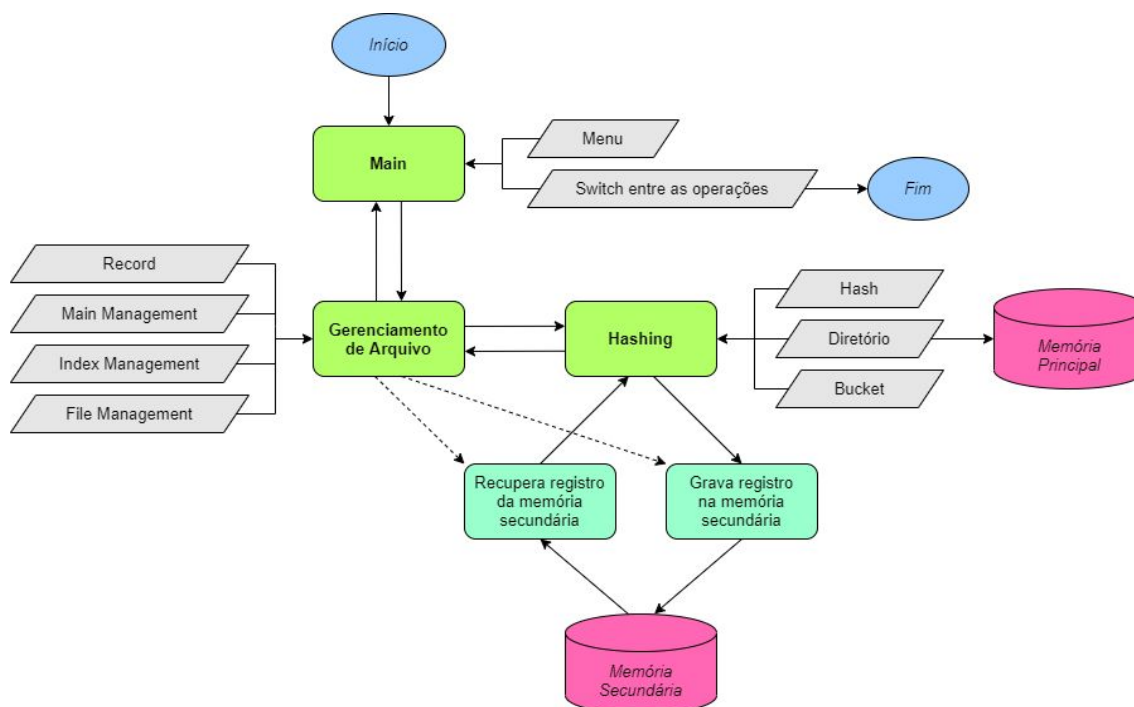 Início
Main
Menu
Switch entre as operações
Fim
Record
Main Management
Index Management
File Management
Gerenciamento
de Arquivo
Hashing
Hash
Diretório
Bucket
Memória
Principal
Recupera registro
da memória
secundária
Grava registro
na memória
secundária
Memória
Secundária